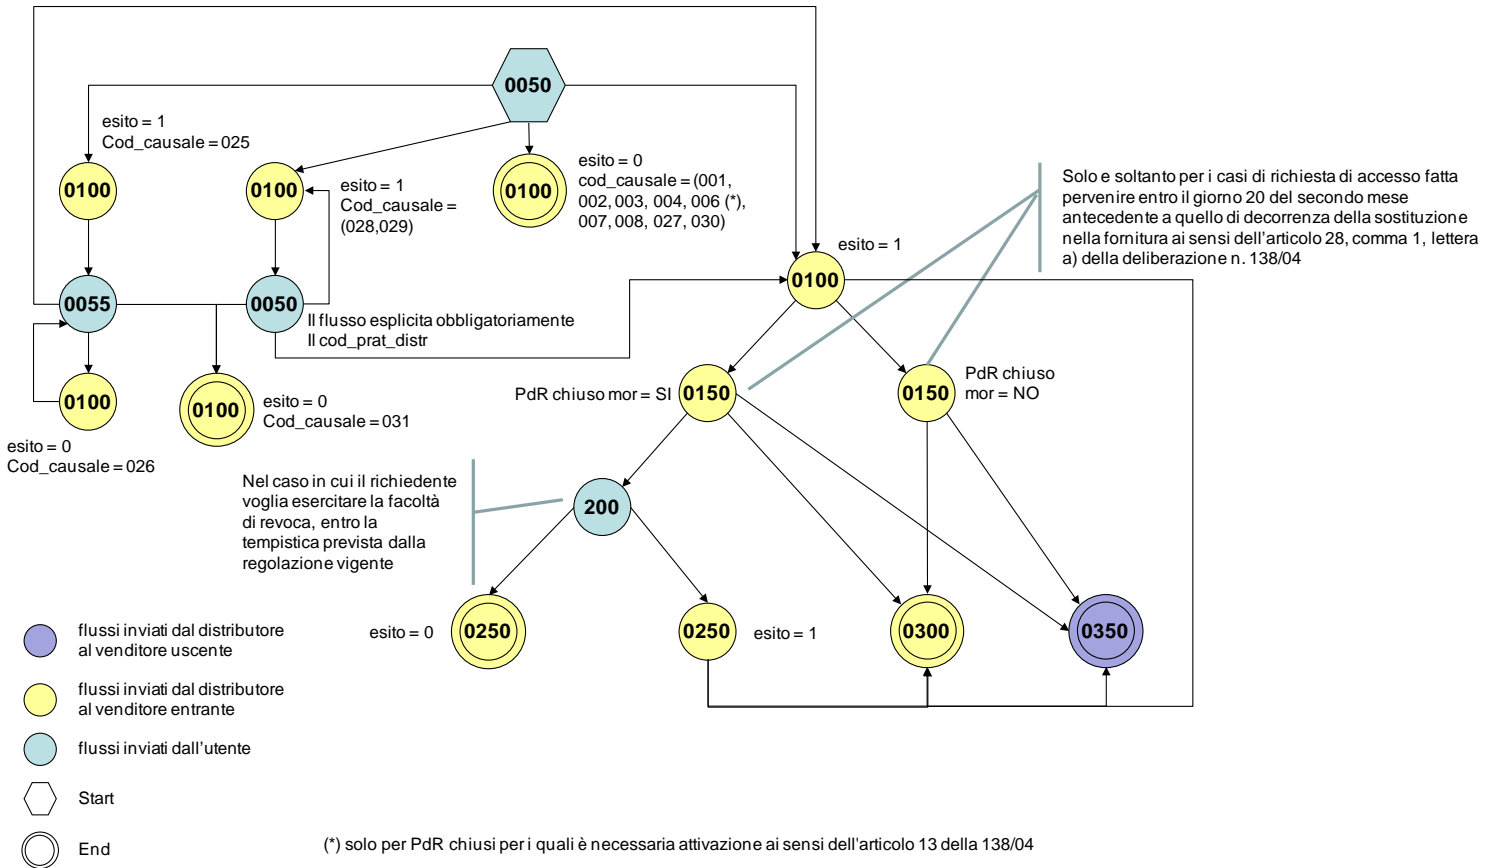 0050
esito = 1
Cod_causale = 025
0100
0100
esito = 1
Cod_causale =
(028,029)
0100
esito = 0
cod_causale = (001,
002, 003, 004, 006 (*),
007, 008, 027, 030)
Solo e soltanto per i casi di richiesta di accesso fatta
pervenire entro il giorno 20 del secondo mese
antecedente a quello di decorrenza della sostituzione
nella fornitura ai sensi dell'articolo 28, comma 1, lettera
a) della deliberazione n. 138/04
esito = 1
0100
0055
0050
Il flusso esplicita obbligatoriamente
Il cod_prat_distr
0100
esito = 0
Cod_causale = 026
0100
esito = 0
Cod_causale = 031
PdR chiuso mor = SI
0150
0150
PdR chiuso
mor = NO
Nel caso in cui il richiedente
voglia esercitare la facoltà
di revoca, entro la
tempistica prevista dalla
regolazione vigente
200
esito = 0
0250
0250
esito = 1
0300
0350
flussi inviati dal distributore
al venditore uscente
flussi inviati dal distributore
al venditore entrante
flussi inviati dall'utente
Start
End
(*) solo per PdR chiusi per i quali è necessaria attivazione ai sensi dell'articolo 13 della 138/04